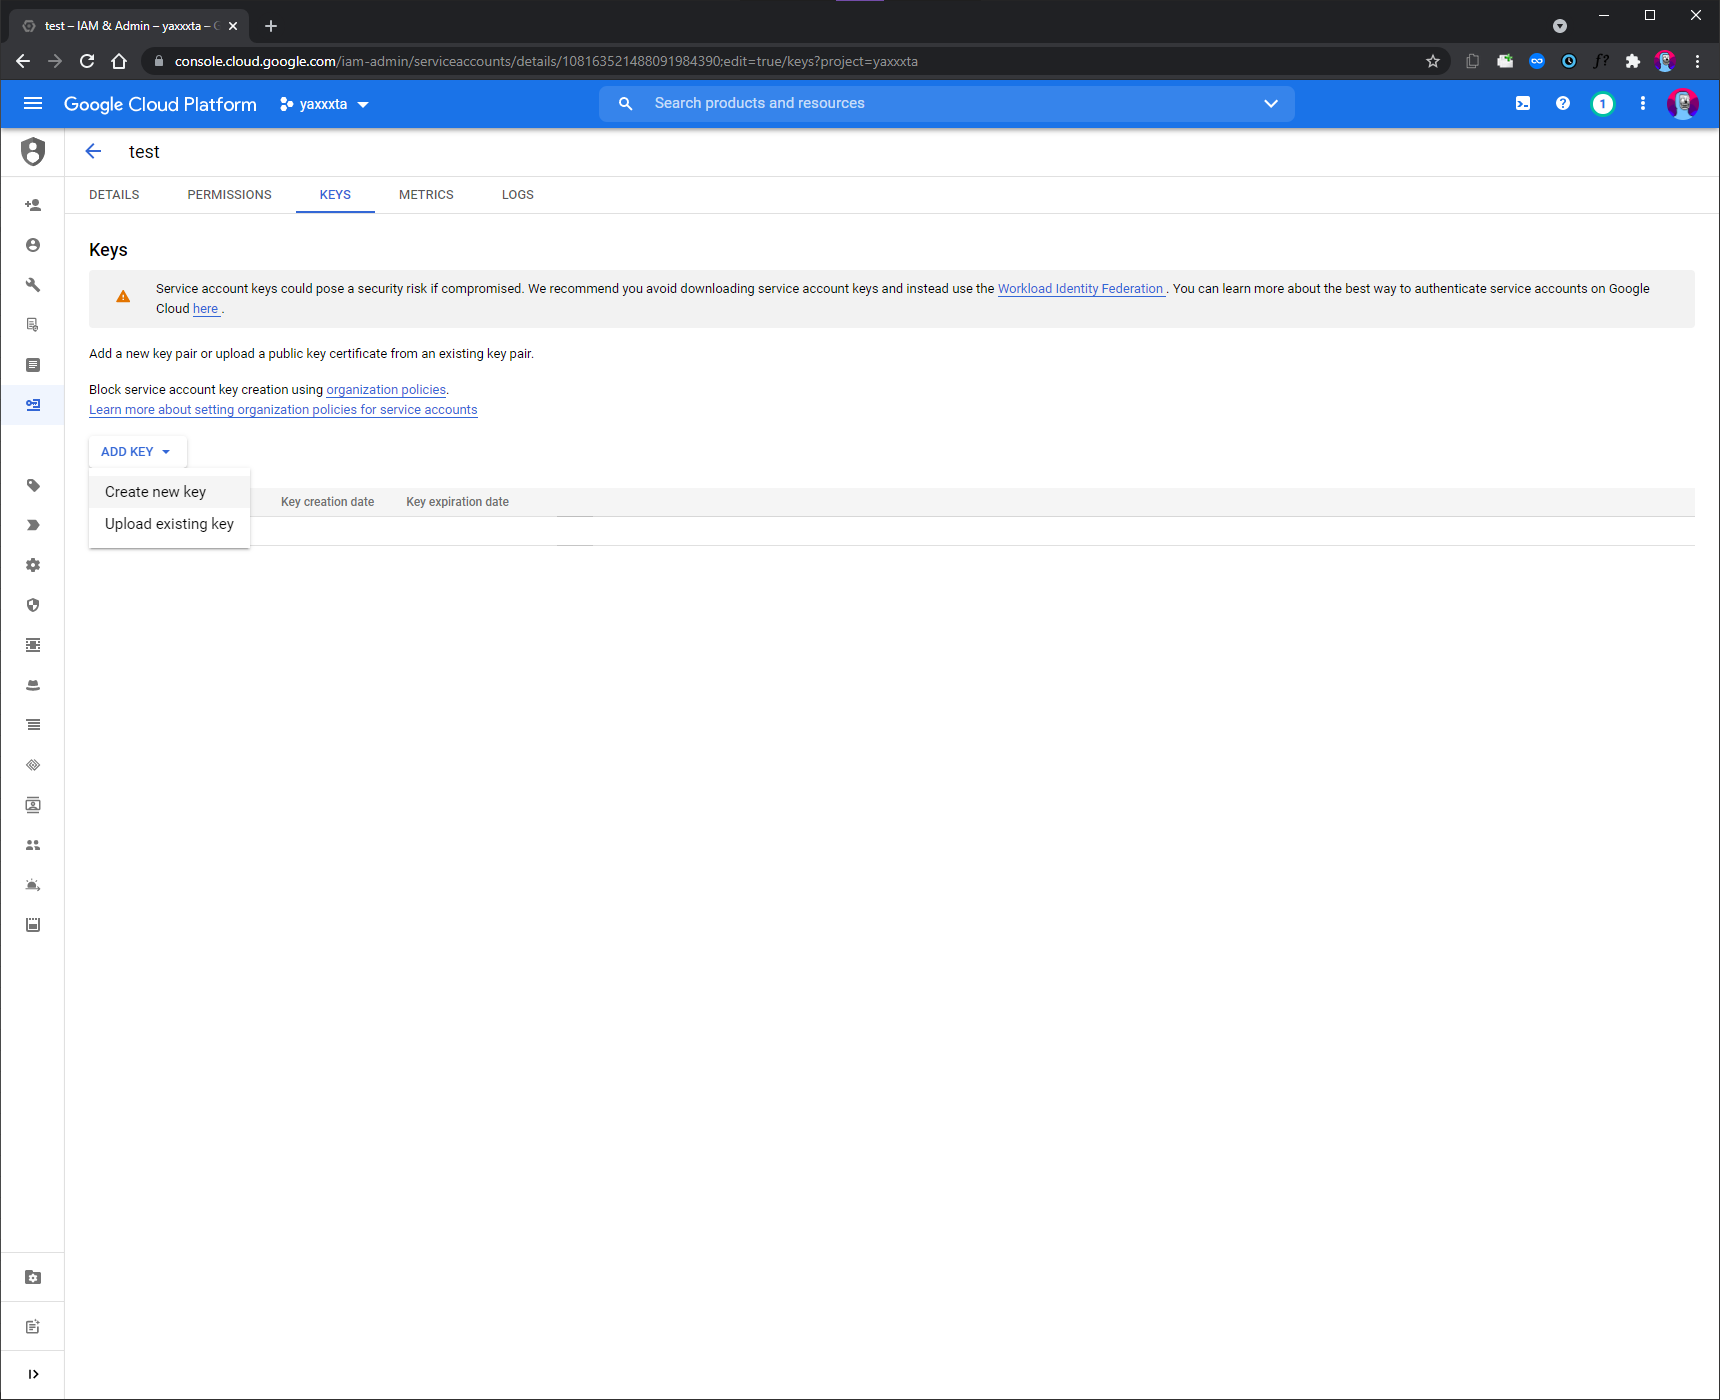 test – IAM & Admin – yaxxxta –
console.cloud.google.com/iam-admin/serviceaccounts/details/108163521488091984390;edit=true/keys?project=yaxxxta
f?
Google Cloud Platform yaxxxta Search products and resources 1
test
DETAILS PERMISSIONS KEYS METRICS LOGS
Keys
Service account keys could pose a security risk if compromised. We recommend you avoid downloading service account keys and instead use the Workload Identity Federation . You can learn more about the best way to authenticate service accounts on Google
Cloud here .
Add a new key pair or upload a public key certificate from an existing key pair.
Block service account key creation using organization policies.
Learn more about setting organization policies for service accounts
ADD KEY
Create new key
Key creation date Key expiration date
Upload existing key